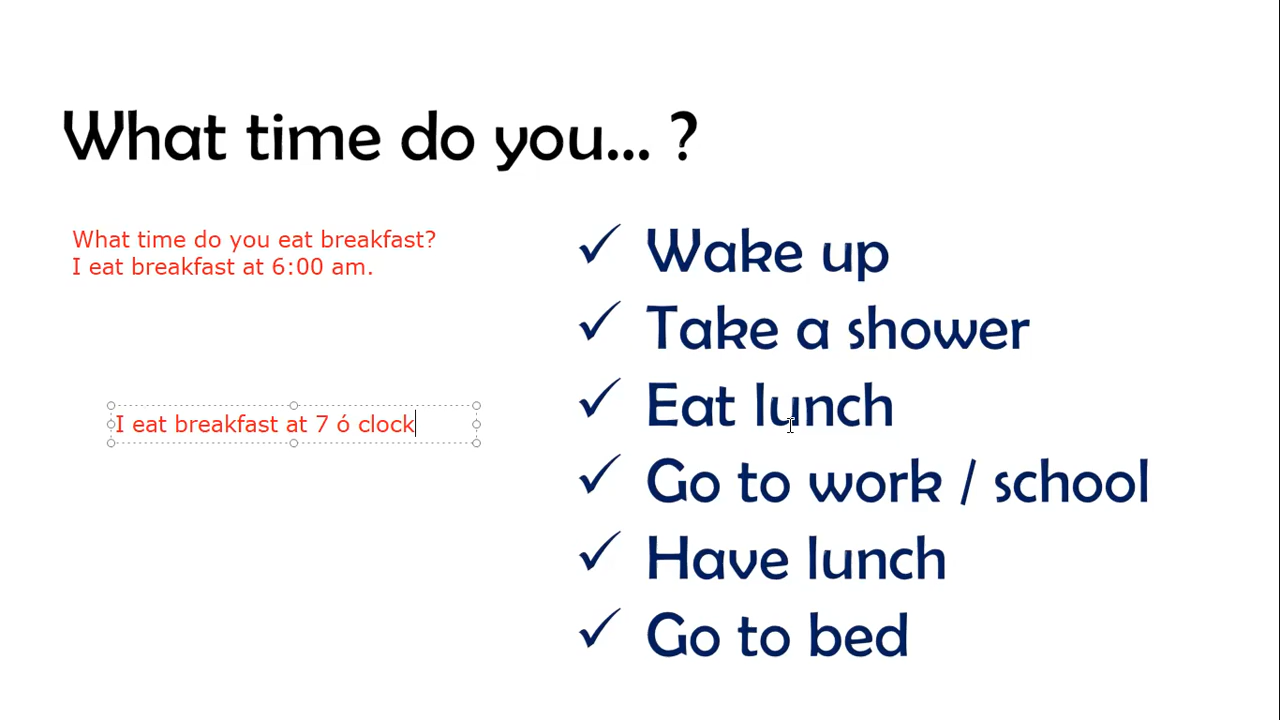 What time do you... ?
What time do you eat breakfast?
I eat breakfast at 6:00 am.
I eat breakfast at 7 ó clock
✓ Wake up
✓ Take a shower
✓ Eat lunch
✓ Go to work / school
✓ Have lunch
✓ Go to bed